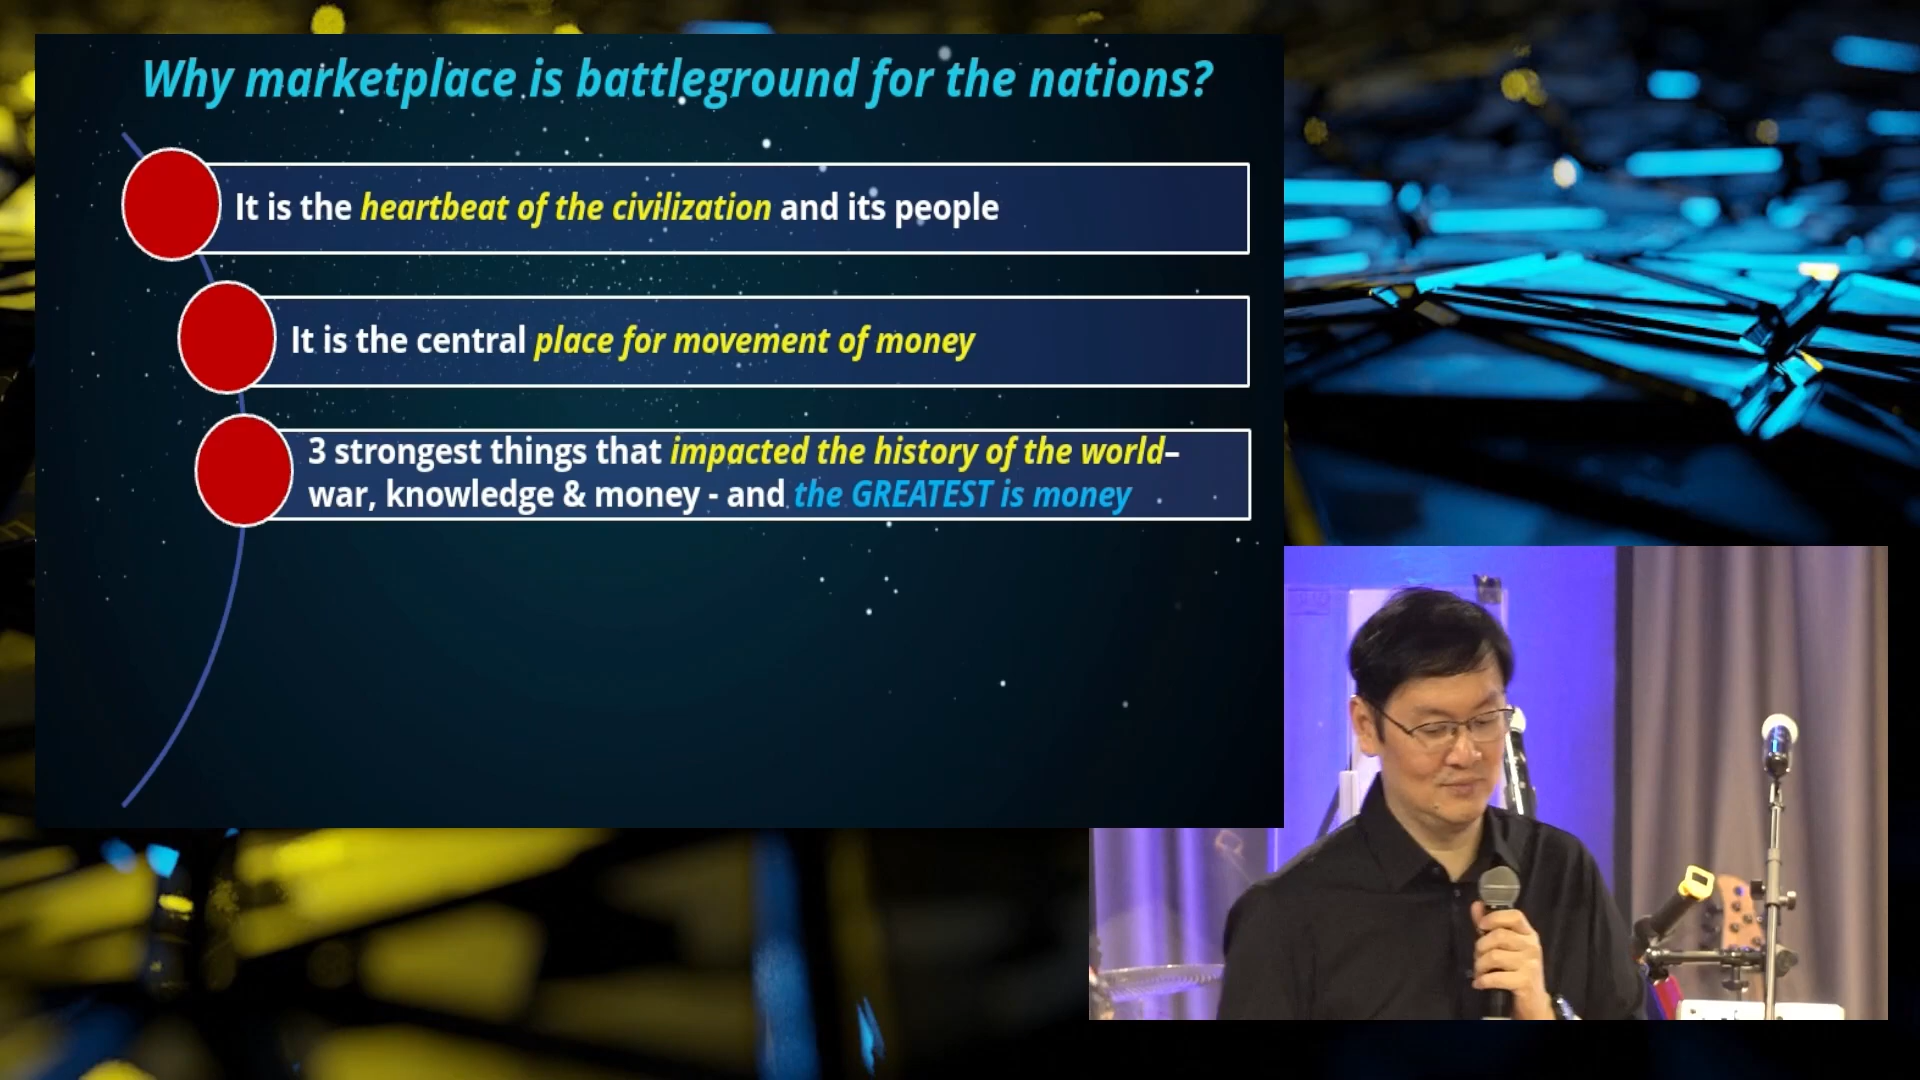 Why marketplace is battleground for the nations?
It is the heartbeat of the civilization and its people
It is the central place for movement of money
3 strongest things that impacted the history of the world–
war, knowledge & money - and the GREATEST is money